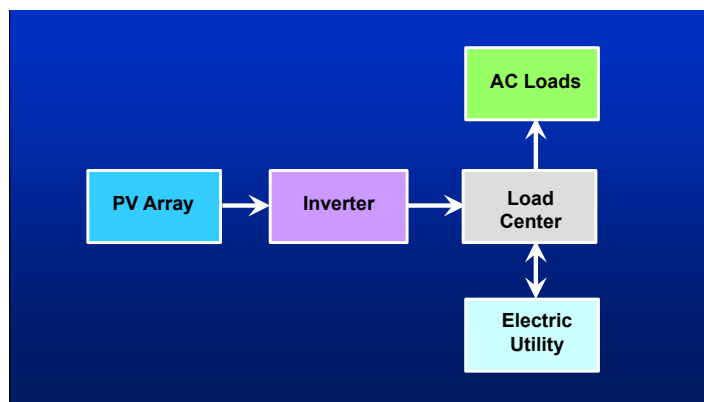 AC Loads
PV Array
Inverter
Load
Center
Electric
Utility